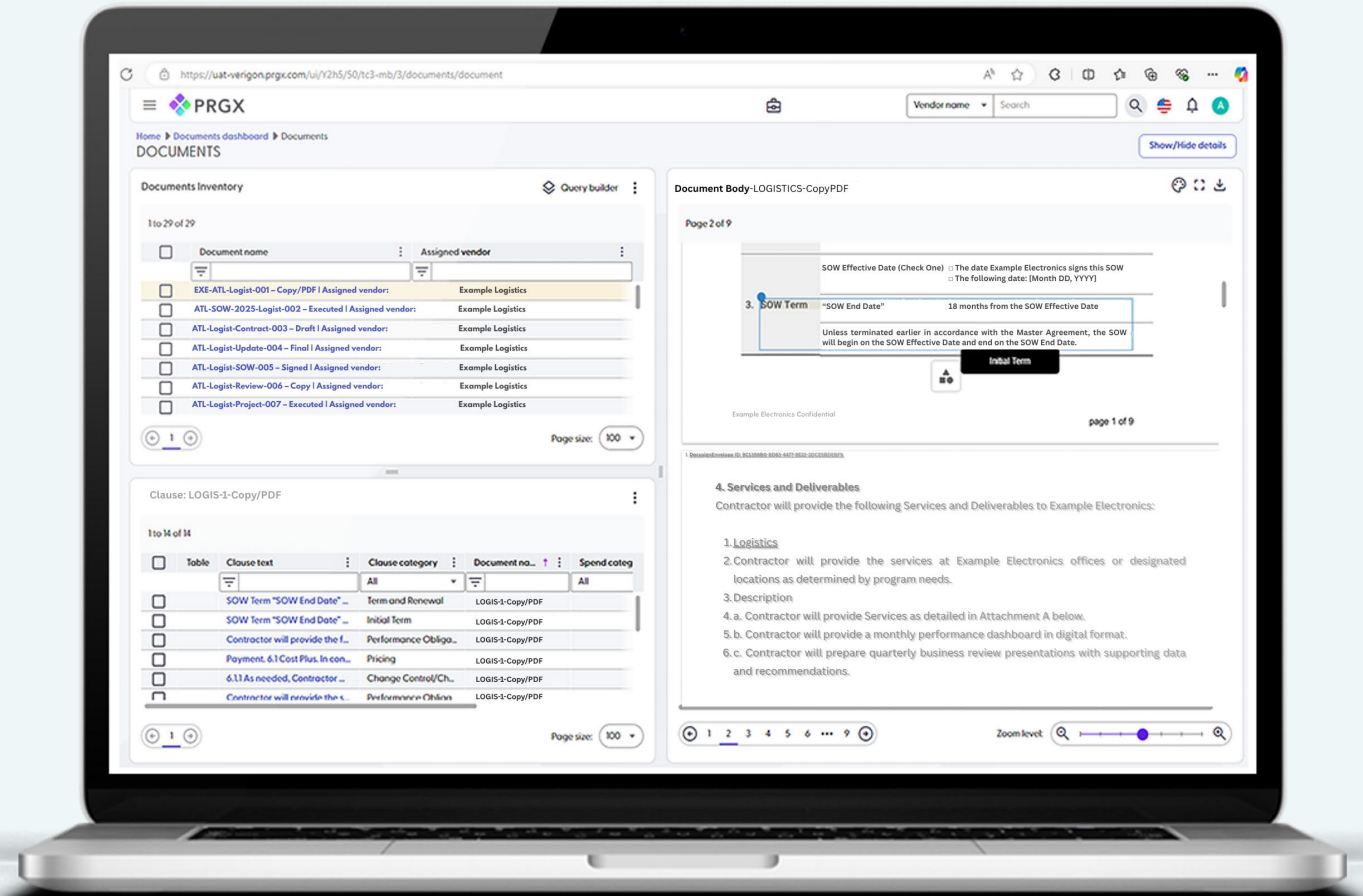 https://uat-verigon.prgx.com/ui/Y2h5/S0/tc3-mb/3/documents/document
PRGX
Vendor name
Search
A
Home Documents dashboard Documents
DOCUMENTS
Show/Hide details
Documents Inventory
Query builder
1 to 29 of 29
Document name
Assigned vendor
EXE-ATL-Logist-001 – Copy/PDF | Assigned vendor: Example Logistics
ATL-SOW-2025-Logist-002 – Executed | Assigned vendor: Example Logistics
ATL-Logist-Contract-003 – Draft | Assigned vendor: Example Logistics
ATL-Logist-Update-004 – Final | Assigned vendor: Example Logistics
ATL-Logist-SOW-005 – Signed | Assigned vendor: Example Logistics
ATL-Logist-Review-006 – Copy | Assigned vendor: Example Logistics
ATL-Logist-Project-007 – Executed | Assigned vendor: Example Logistics
1
Page size: 100
Clause: LOGIS-1-Copy/PDF
1 to 14 of 14
Table Clause text Clause category Document na... ↑ Spend categ
All All
SOW Term "SOW End Date" ... Term and Renewal LOGIS-1-Copy/PDF
SOW Term "SOW End Date" ... Initial Term LOGIS-1-Copy/PDF
Contractor will provide the f... Performance Obliga... LOGIS-1-Copy/PDF
Payment. 6.1 Cost Plus. In con... Pricing LOGIS-1-Copy/PDF
6.1.1 As needed, Contractor ... Change Control/Ch... LOGIS-1-Copy/PDF
Contractor will provide the s... Performance Oblign LOGIS-1-Copy/PDF
1
Page size: 100
Document Body-LOGISTICS-CopyPDF
Page 2 of 9
SOW Effective Date (Check One) □ The date Example Electronics signs this SOW
□ The following date: [Month DD, YYYY]
3. SOW Term "SOW End Date" 18 months from the SOW Effective Date
Unless terminated earlier in accordance with the Master Agreement, the SOW
will begin on the SOW Effective Date and end on the SOW End Date.
Initial Term
Example Electronics Confidential
page 1 of 9
4. Services and Deliverables
Contractor will provide the following Services and Deliverables to Example Electronics:
1. Logistics
2. Contractor will provide the services at Example Electronics offices or designated
locations as determined by program needs.
3. Description
4. a. Contractor will provide Services as detailed in Attachment A below.
5. b. Contractor will provide a monthly performance dashboard in digital format.
6. c. Contractor will prepare quarterly business review presentations with supporting data
and recommendations.
1 2 3 4 5 6 ••• 9
Zoom level: